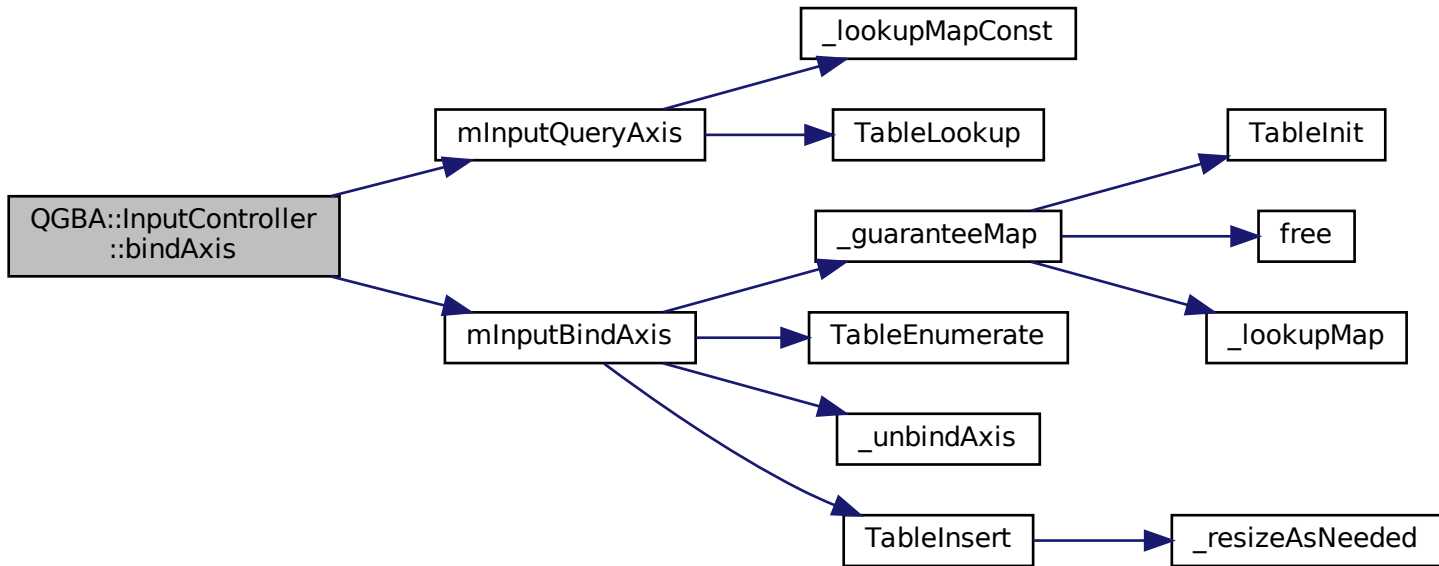 QGBA::InputController
::bindAxis
mInputQueryAxis
_lookupMapConst
TableLookup
mInputBindAxis
_guaranteeMap
TableInit
free
_lookupMap
TableEnumerate
_unbindAxis
TableInsert
_resizeAsNeeded